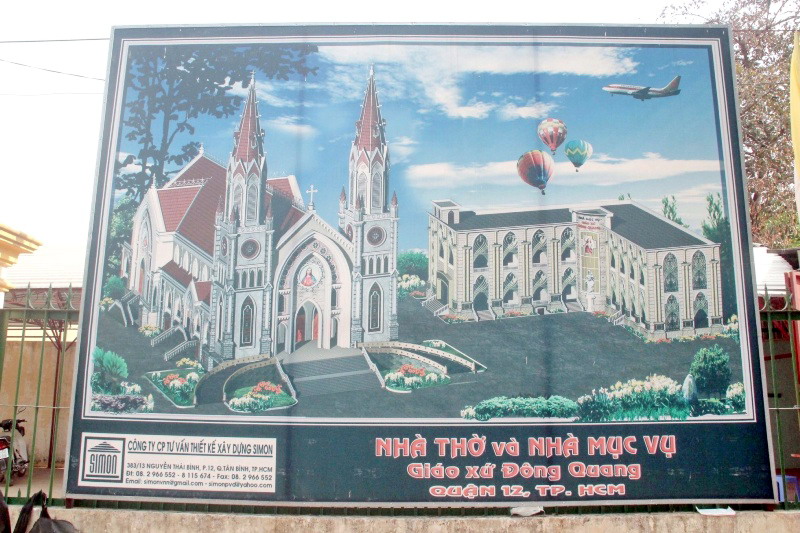 SIMON
CÔNG TY CP TƯ VẤN THIẾT KẾ XÂY DỰNG SIMON
383/13 NGUYỄN THÁI BÌNH, P.12, Q.TÂN BÌNH, TP.HCM
Đt: 08. 2 966 552 - 8 115 674 - Fax: 08. 2 966 552
Email: simonvnn@gmail.com - simonpvd@yahoo.com
NHÀ THỜ và NHÀ MỤC VỤ
Giáo xứ Đông Quang
QUẬN 12, TP. HCM